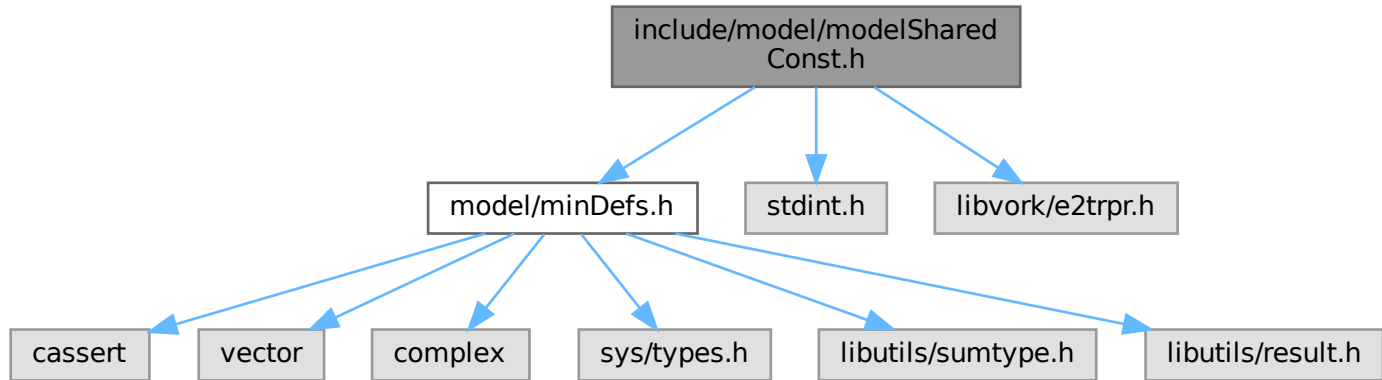 include/model/modelShared
Const.h
model/minDefs.h
stdint.h
libvork/e2trpr.h
cassert
vector
complex
sys/types.h
libutils/sumtype.h
libutils/result.h